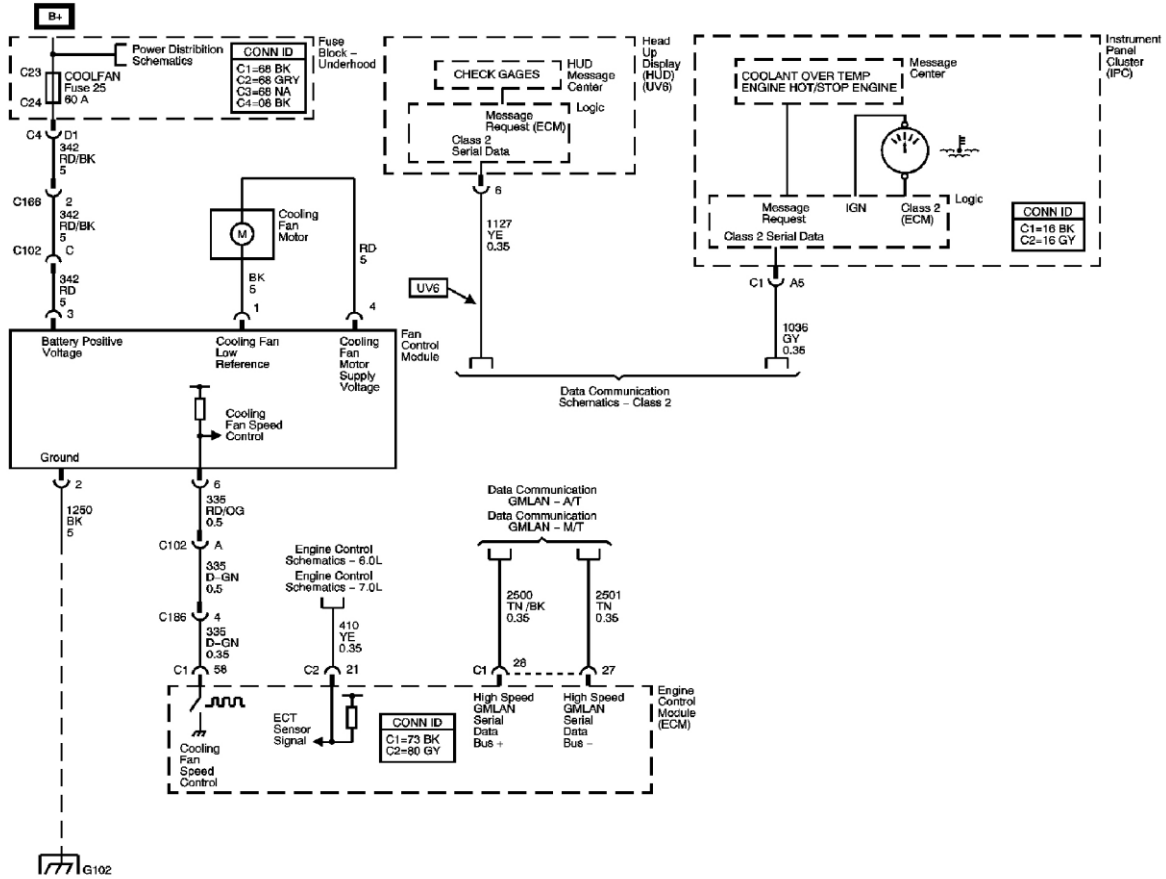 B+
Power Distribition
Schematics
CONN ID
C1=68 BK
C2=68 GRY
C3=68 NA
C4=08 BK
Fuse
Block –
Underhood
C23
COOLFAN
Fuse 25
60 A
C24
C4
D1
342
RD/BK
5
C166
2
342
RD/BK
5
C102
C
342
RD
5
3
Cooling
Fan
Motor
M
BK
5
1
RD
5
4
Battery Positive
Voltage
Cooling Fan
Low
Reference
Cooling
Fan
Motor
Supply
Voltage
Fan
Control
Module
Cooling
Fan Speed
Control
Ground
2
1250
BK
5
G102
6
335
RD/OG
0.5
C102
A
335
D-GN
0.5
C186
4
335
D-GN
0.35
C1
58
Cooling
Fan
Speed
Control
Engine Control
Schematics – 6.0L
Engine Control
Schematics – 7.0L
410
YE
0.35
C2
21
ECT
Sensor
Signal
CONN ID
C1=73 BK
C2=80 GY
Data Communication
GMLAN – A/T
Data Communication
GMLAN – M/T
2500
TN /BK
0.35
2501
TN
0.35
C1
28
27
High Speed
GMLAN
Serial
Data
Bus +
High Speed
GMLAN
Serial
Data
Bus –
Engine
Control
Module
(ECM)
CHECK GAGES
HUD
Message
Center
Head
Up
Display
(HUD)
(UV6)
Logic
Message
Request (ECM)
Class 2
Serial Data
6
1127
YE
0.35
UV6
Data Communication
Schematics – Class 2
COOLANT OVER TEMP
ENGINE HOT/STOP ENGINE
Message
Center
Instrument
Panel
Cluster
(IPC)
Message
Request
IGN
Class 2
(ECM)
Logic
Class 2 Serial Data
CONN ID
C1=16 BK
C2=16 GY
C1
A5
1036
GY
0.35